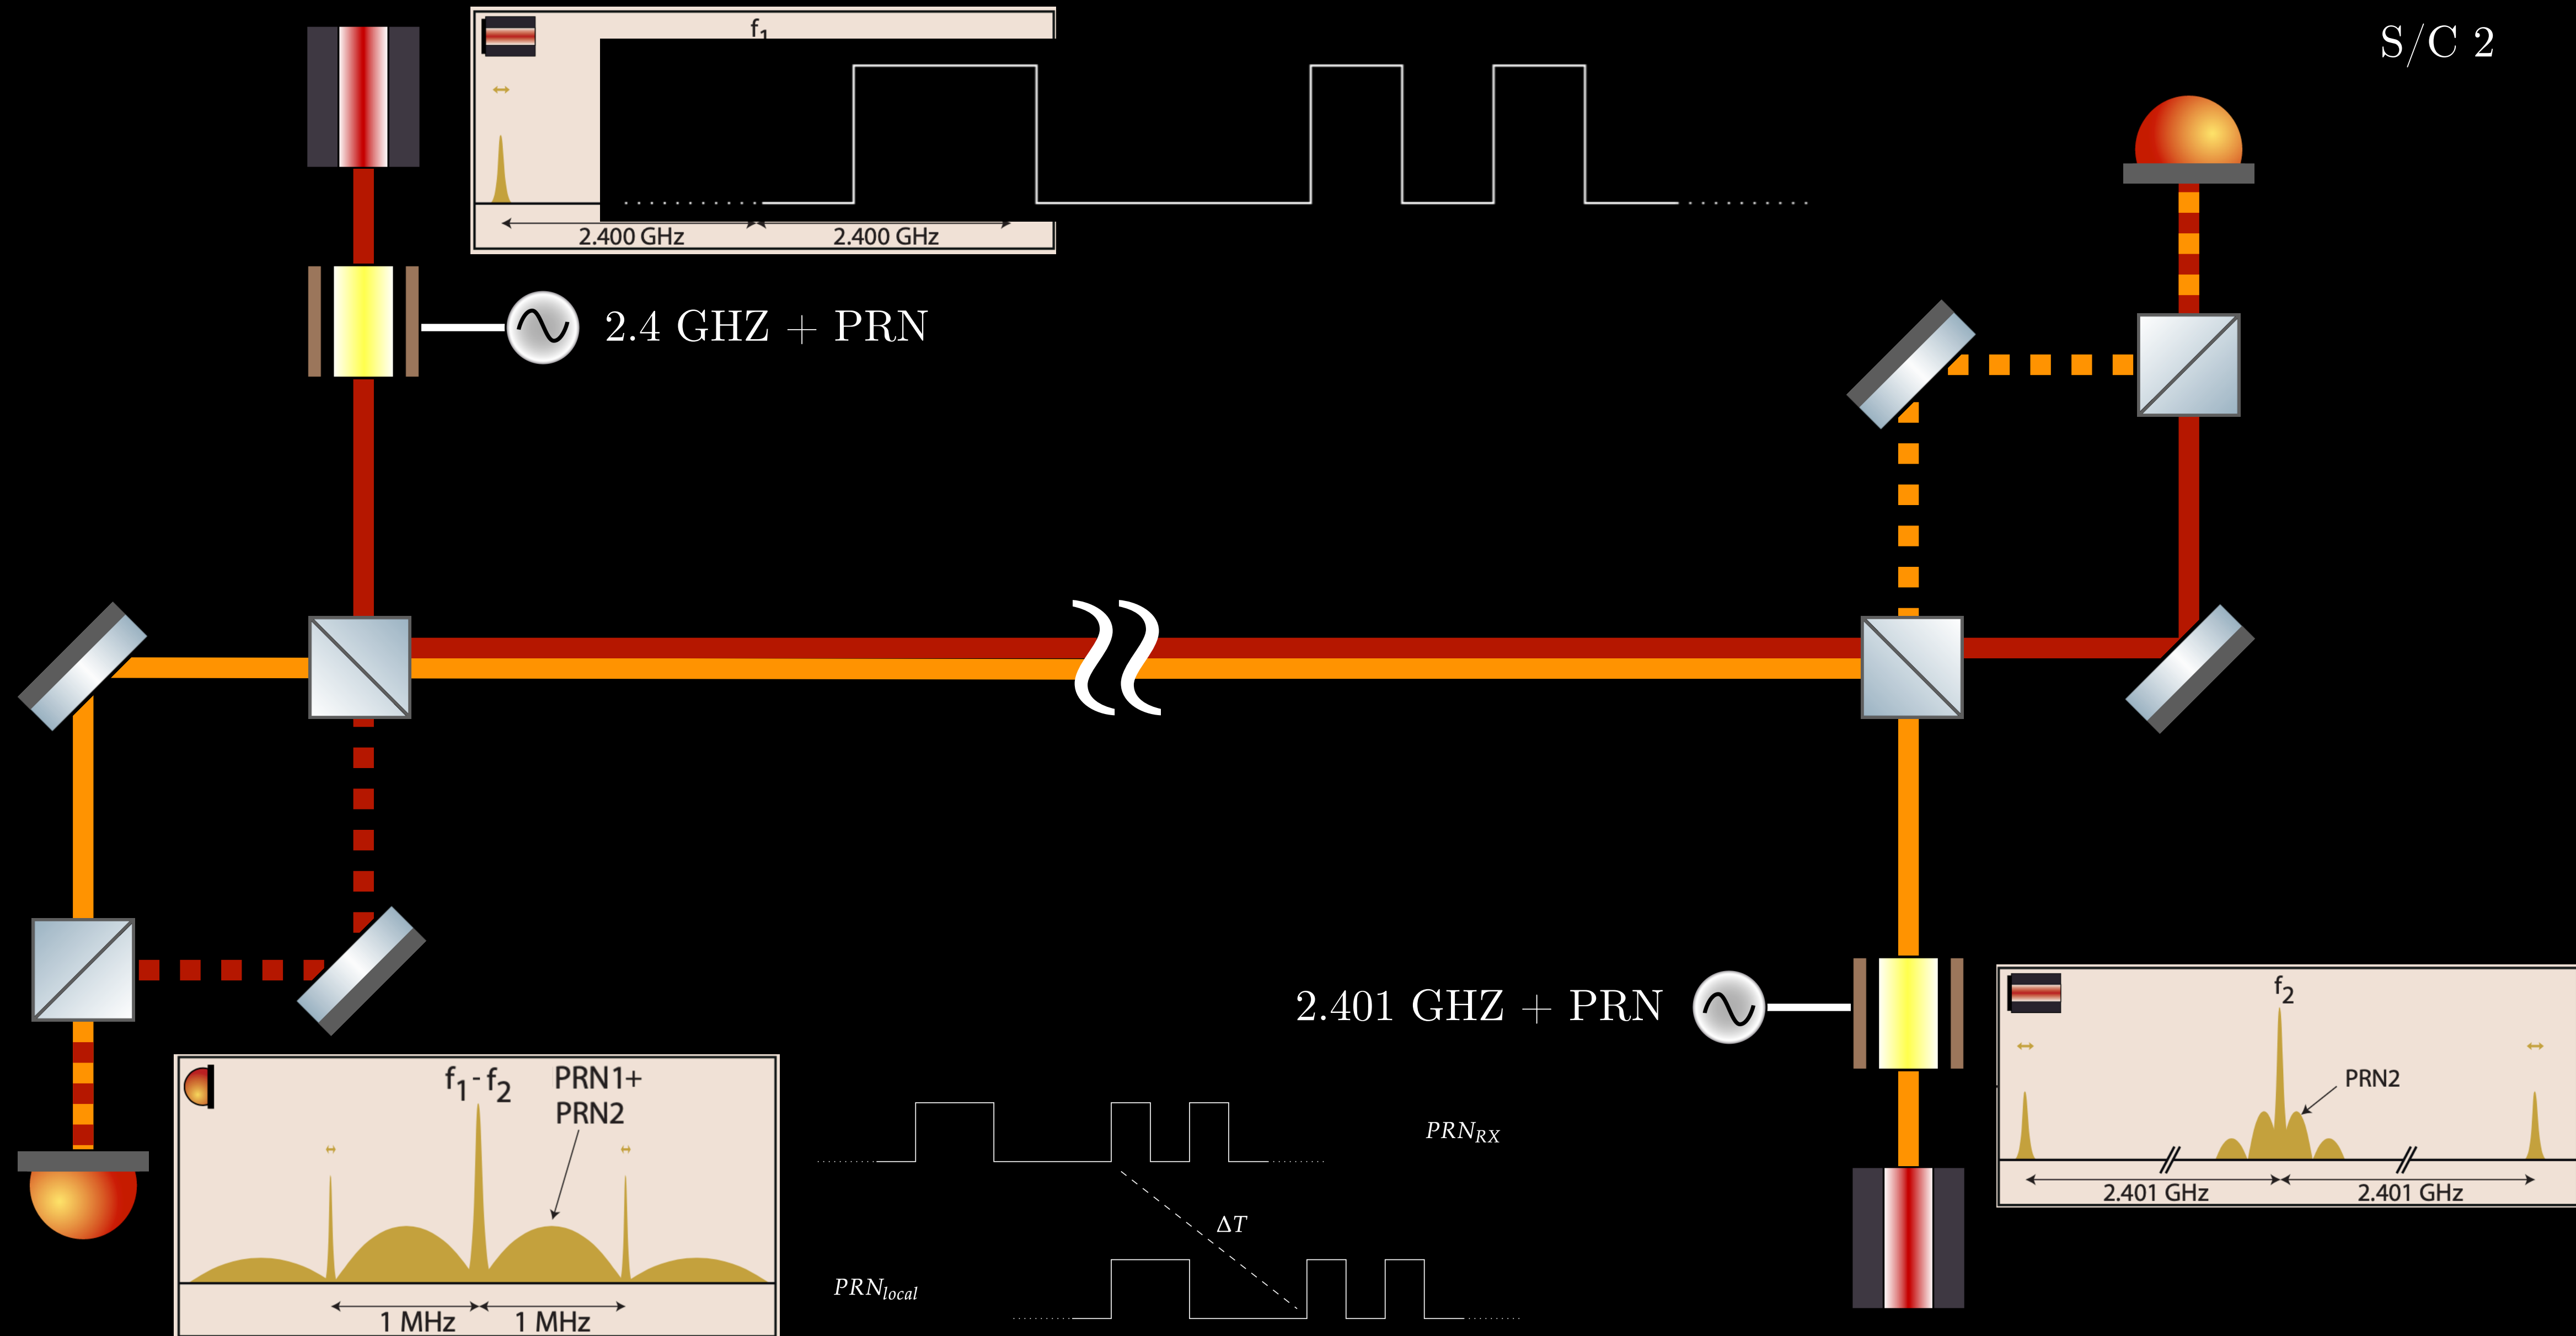 f1
S/C 2
2.400 GHz 2.400 GHz
2.4 GHZ + PRN
2.401 GHZ + PRN
f2
PRN2
2.401 GHz 2.401 GHz
f1-f2
PRN1+
PRN2
1 MHz 1 MHz
PRNRX
ΔT
PRNlocal